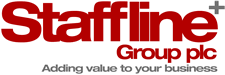 Staffline+
Group plc
Adding value to your business